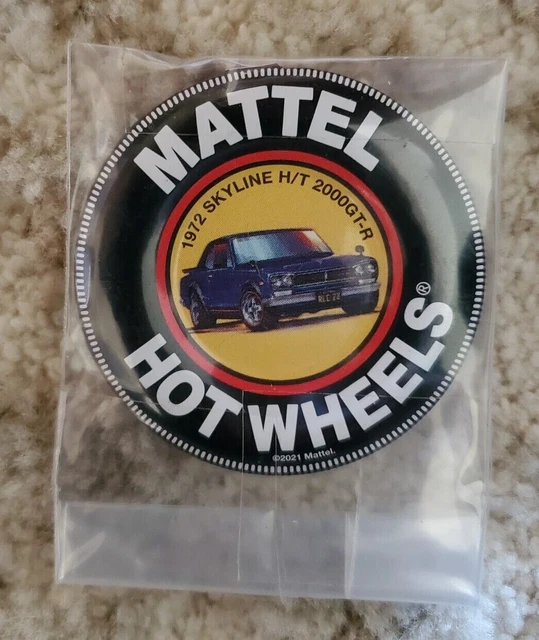 MATTEL
1972 SKYLINE H/T 2000GT-R
HOT WHEELS®
©2021 Mattel.